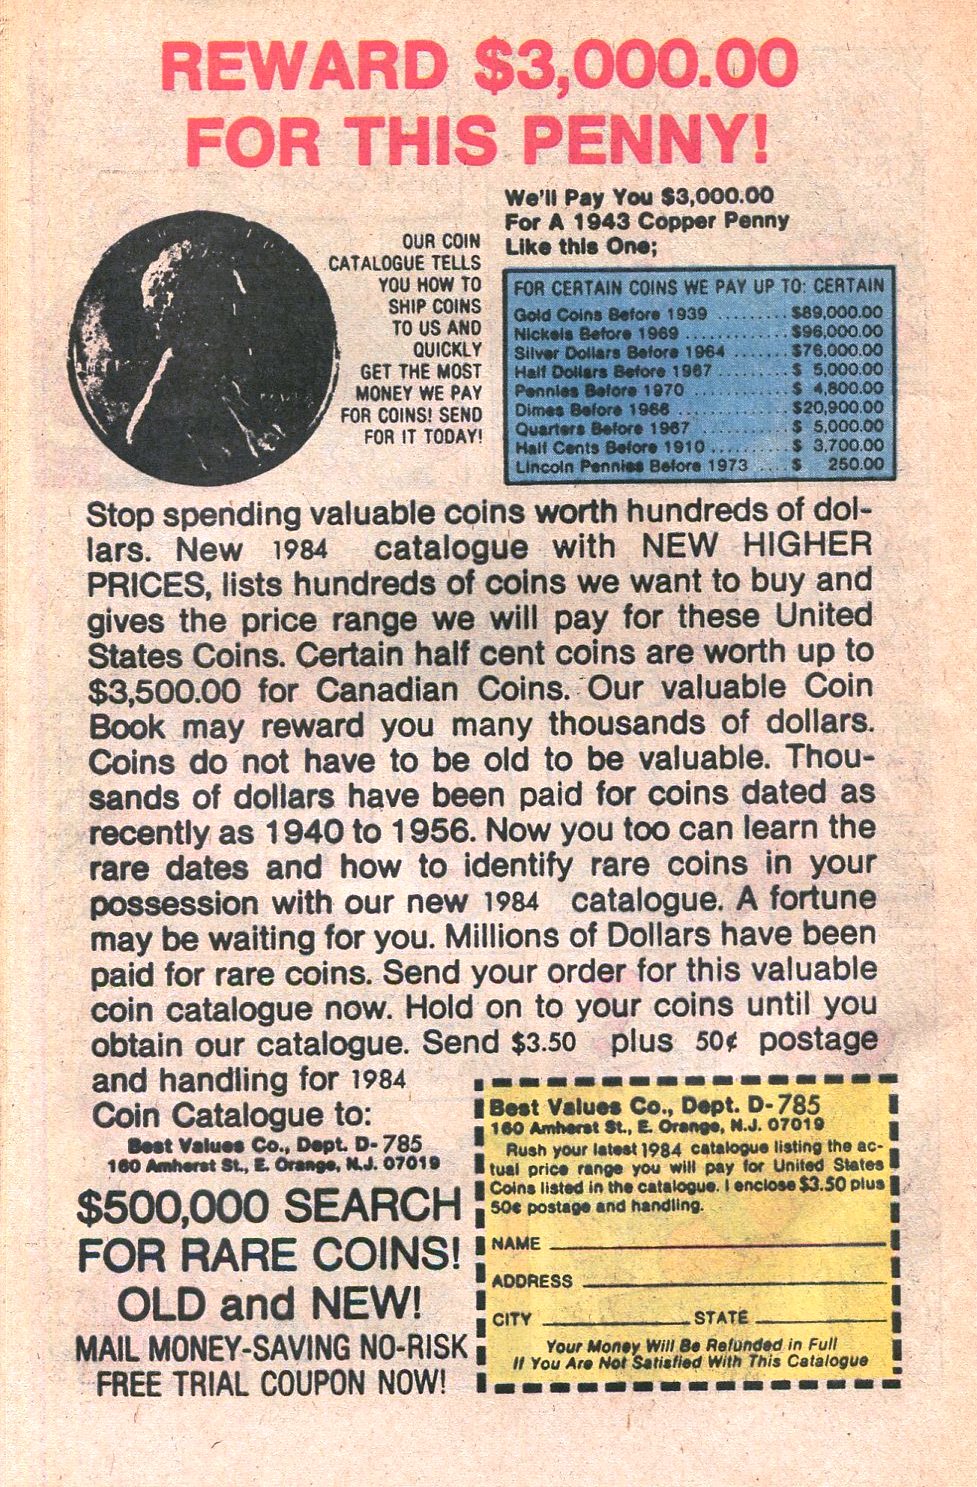 REWARD $3,000.00
FOR THIS PENNY!
We'll Pay You $3,000.00
For A 1943 Copper Penny
Like this One;
OUR COIN
CATALOGUE TELLS
YOU HOW TO
SHIP COINS
TO US AND
QUICKLY
GET THE MOST
MONEY WE PAY
FOR COINS! SEND
FOR IT TODAY!
FOR CERTAIN COINS WE PAY UP TO: CERTAIN
Gold Coins Before 1939 ......... $89,000.00
Nickels Before 1969 ............ $96,000.00
Silver Dollars Before 1964 ....... $76,000.00
Half Dollars Before 1967 ........ $ 5,000.00
Pennies Before 1970 ........... $ 4,800.00
Dimes Before 1966 ............. $20,900.00
Quarters Before 1967 .......... $ 5,000.00
Half Cents Before 1910 .......... $ 3,700.00
Lincoln Pennies Before 1973 .... $ 250.00
Stop spending valuable coins worth hundreds of dol-
lars. New 1984 catalogue with NEW HIGHER
PRICES, lists hundreds of coins we want to buy and
gives the price range we will pay for these United
States Coins. Certain half cent coins are worth up to
$3,500.00 for Canadian Coins. Our valuable Coin
Book may reward you many thousands of dollars.
Coins do not have to be old to be valuable. Thou-
sands of dollars have been paid for coins dated as
recently as 1940 to 1956. Now you too can learn the
rare dates and how to identify rare coins in your
possession with our new 1984 catalogue. A fortune
may be waiting for you. Millions of Dollars have been
paid for rare coins. Send your order for this valuable
coin catalogue now. Hold on to your coins until you
obtain our catalogue. Send $3.50 plus 50¢ postage
and handling for 1984
Coin Catalogue to:
Best Values Co., Dept. D-785
160 Amherst St., E. Orange, N.J. 07019
$500,000 SEARCH
FOR RARE COINS!
OLD and NEW!
MAIL MONEY-SAVING NO-RISK
FREE TRIAL COUPON NOW!
Best Values Co., Dept. D-785
160 Amherst St., E. Orange, N.J. 07019
Rush your latest 1984 catalogue listing the ac-
tual price range you will pay for United States
Coins listed in the catalogue. I enclose $3.50 plus
50¢ postage and handling.
NAME
ADDRESS
CITY STATE
Your Money Will Be Refunded in Full
If You Are Not Satisfied With This Catalogue